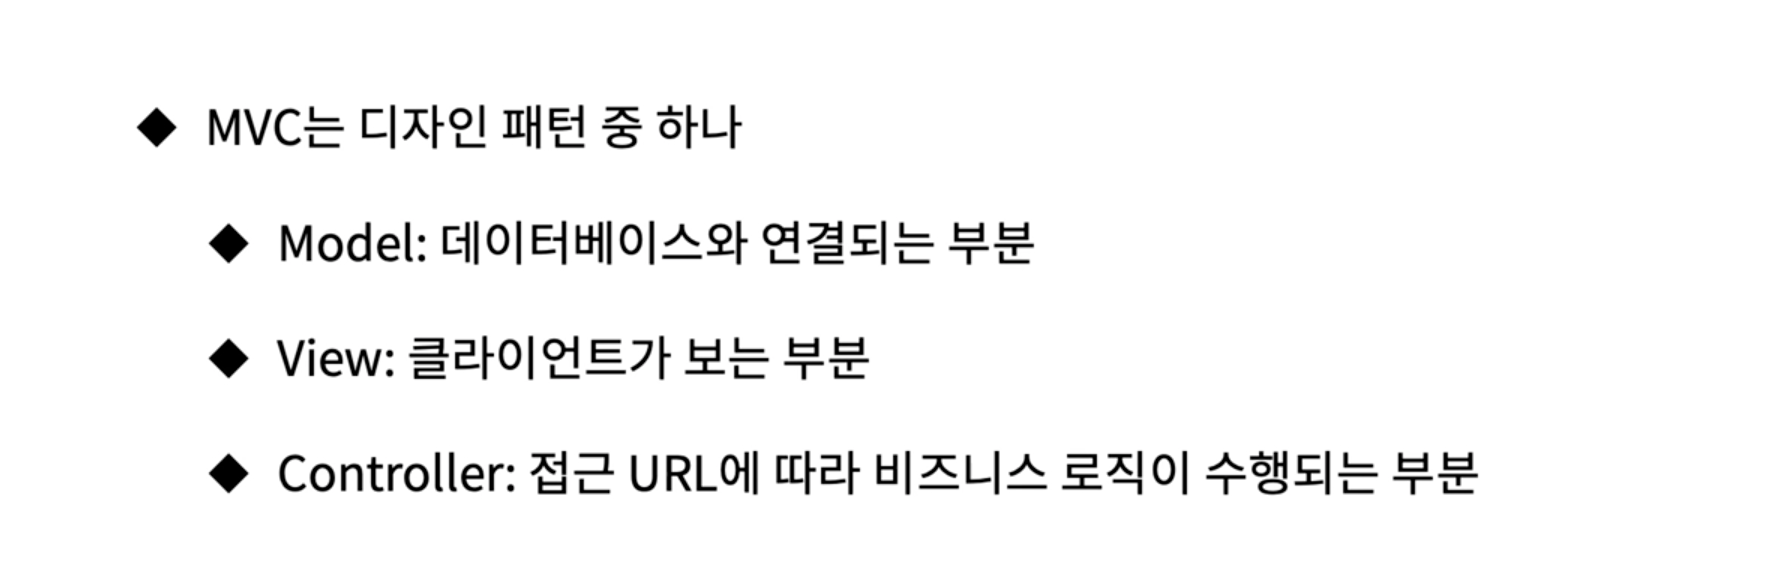 ◆ MVC는 디자인 패턴 중 하나
◆ Model: 데이터베이스와 연결되는 부분
◆ View: 클라이언트가 보는 부분
◆ Controller: 접근 URL에 따라 비즈니스 로직이 수행되는 부분